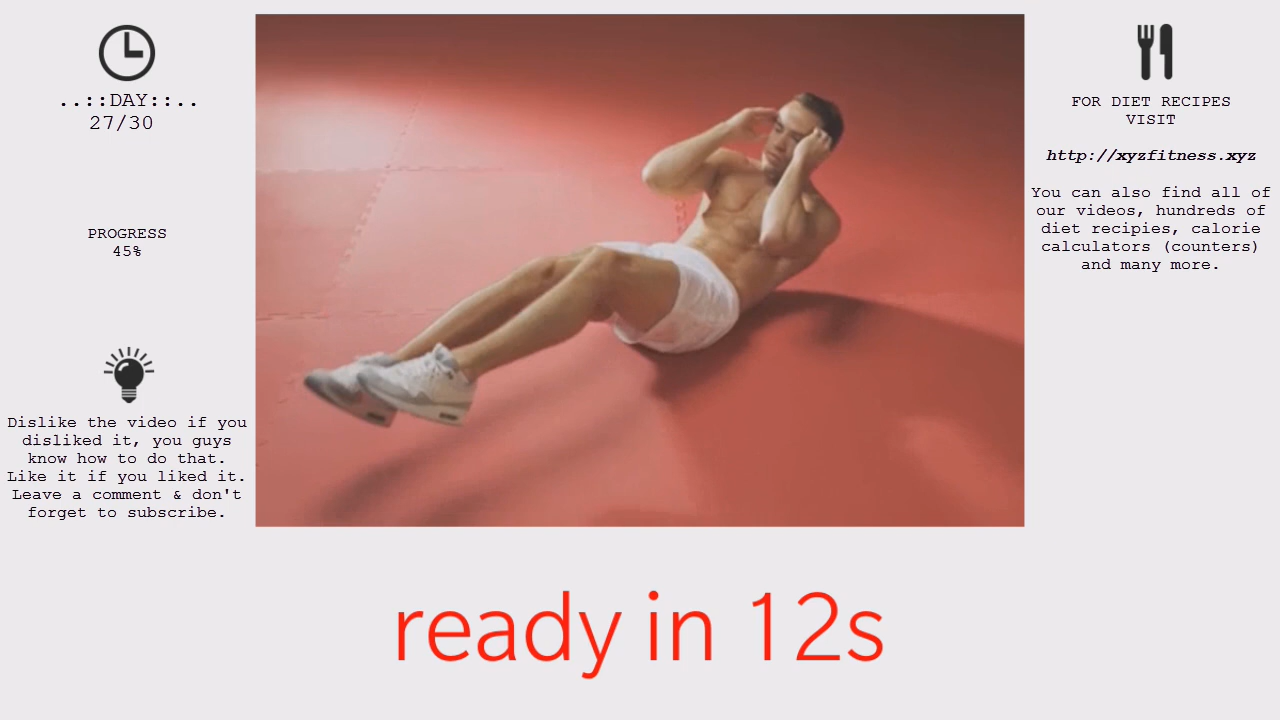 ..::DAY::..
27/30
PROGRESS
45%
Dislike the video if you
disliked it, you guys
know how to do that.
Like it if you liked it.
Leave a comment & don't
forget to subscribe.
FOR DIET RECIPES
VISIT
http://xyzfitness.xyz
You can also find all of
our videos, hundreds of
diet recipies, calorie
calculators (counters)
and many more.
ready in 12s